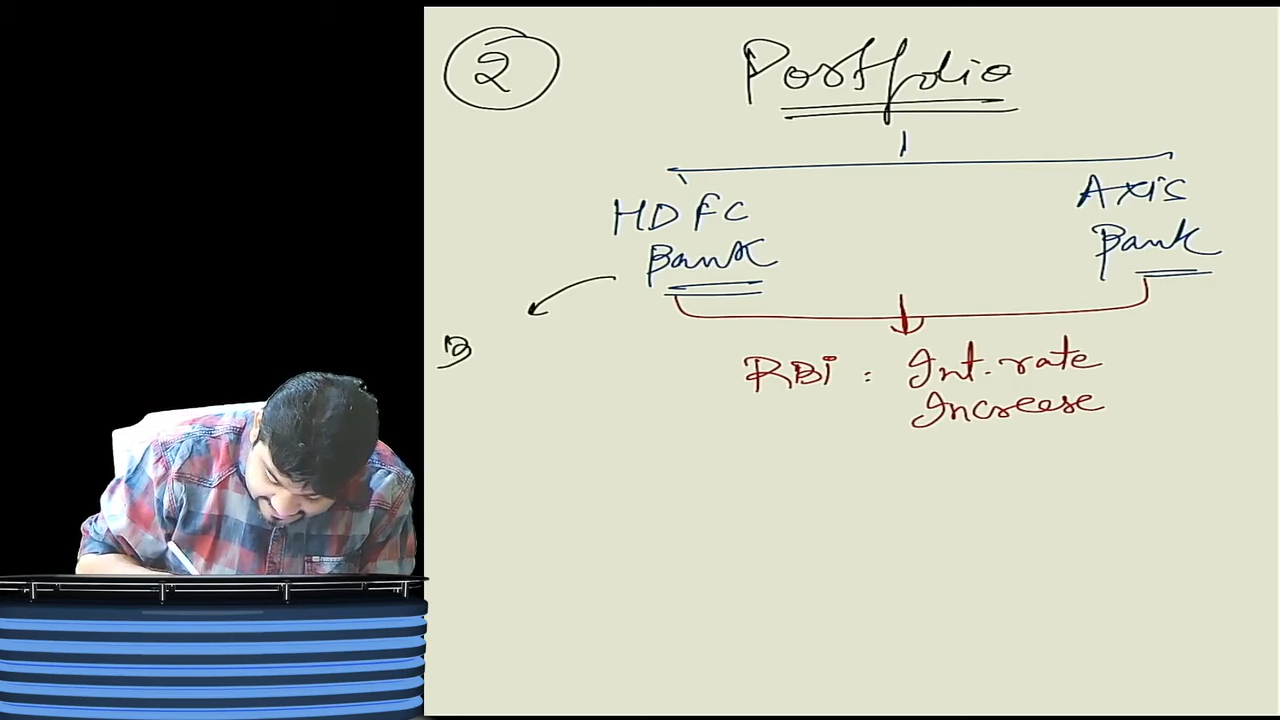 2
Portfolio
HDFC
Bank
Axis
Bank
RBI : Int. rate
Increase